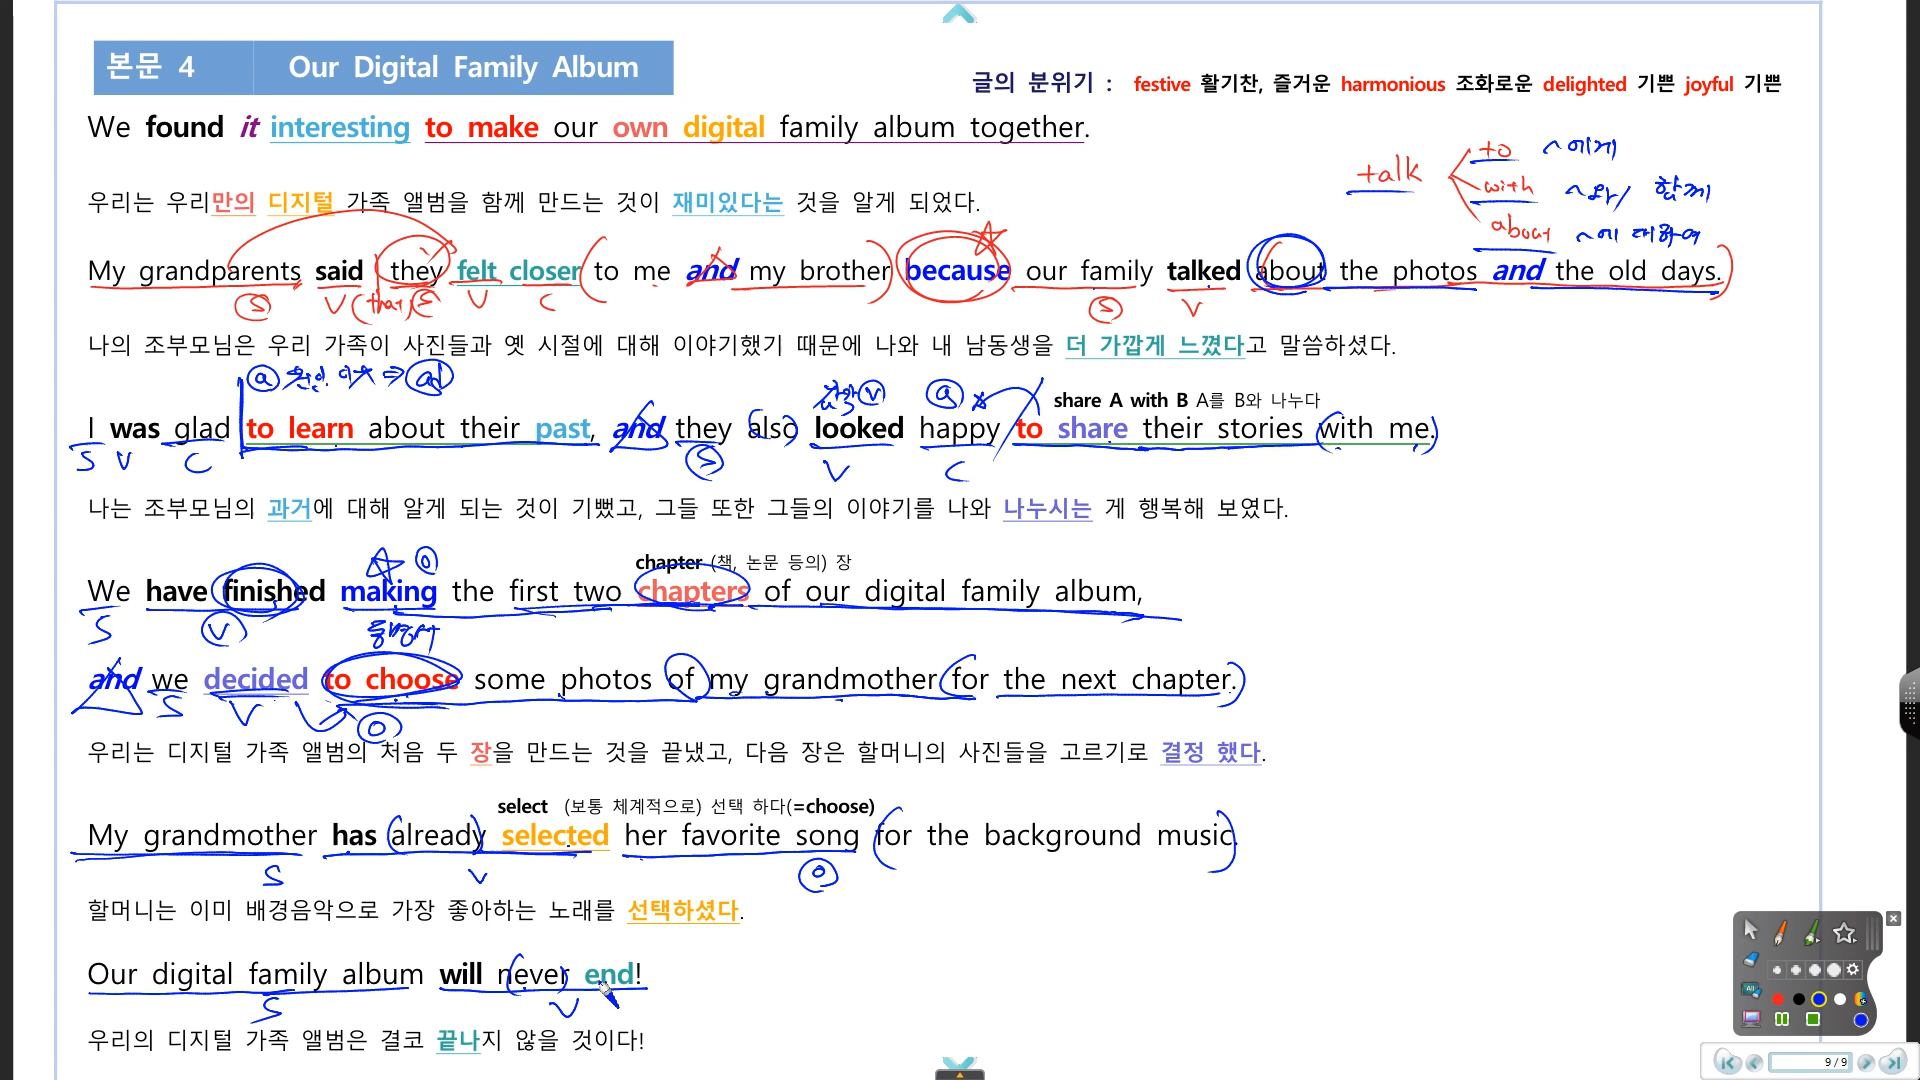 본문 4 Our Digital Family Album
글의 분위기 : festive 활기찬, 즐거운 harmonious 조화로운 delighted 기쁜 joyful 기쁜
We found it interesting to make our own digital family album together.
talk
to ~에게
with ~와/ 함께
about ~에 대하여
우리는 우리만의 디지털 가족 앨범을 함께 만드는 것이 재미있다는 것을 알게 되었다.
My grandparents said they felt closer to me and my brother because our family talked about the photos and the old days.
S V (that) S V C S V
나의 조부모님은 우리 가족이 사진들과 옛 시절에 대해 이야기했기 때문에 나와 내 남동생을 더 가깝게 느꼈다고 말씀하셨다.
a ad
감각 V a share A with B A를 B와 나누다
I was glad to learn about their past, and they also looked happy to share their stories with me.
S V C S V C
나는 조부모님의 과거에 대해 알게 되는 것이 기뻤고, 그들 또한 그들의 이야기를 나와 나누시는 게 행복해 보였다.
O chapter (책, 논문 등의) 장
We have finished making the first two chapters of our digital family album,
S V 동명사
and we decided to choose some photos of my grandmother for the next chapter.
S V O
우리는 디지털 가족 앨범의 처음 두 장을 만드는 것을 끝냈고, 다음 장은 할머니의 사진들을 고르기로 결정 했다.
select (보통 체계적으로) 선택 하다(=choose)
My grandmother has already selected her favorite song for the background music.
S V O
할머니는 이미 배경음악으로 가장 좋아하는 노래를 선택하셨다.
Our digital family album will never end!
S V
우리의 디지털 가족 앨범은 결코 끝나지 않을 것이다!
All
9 / 9